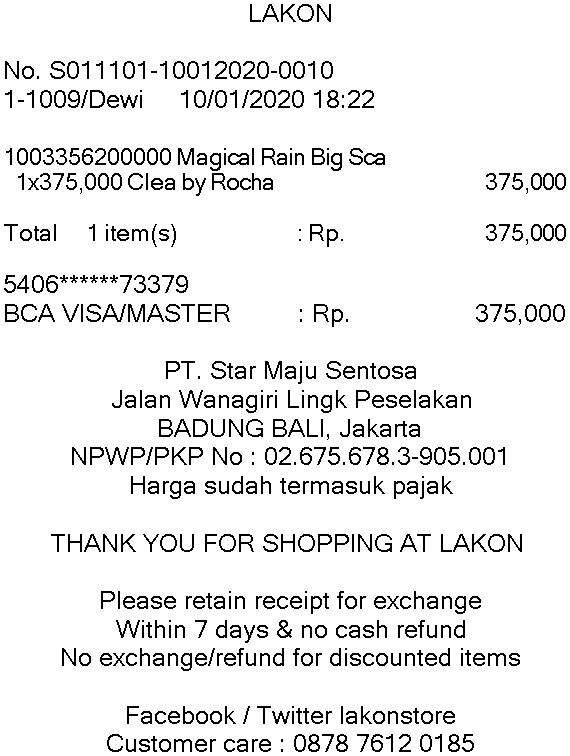 LAKON
No. S011101-10012020-0010
1-1009/Dewi 10/01/2020 18:22
1003356200000 Magical Rain Big Sca
1x375,000 Clea by Rocha 375,000
Total 1 item(s) : Rp. 375,000
5406******73379
BCA VISA/MASTER : Rp. 375,000
PT. Star Maju Sentosa
Jalan Wanagiri Lingk Peselakan
BADUNG BALI, Jakarta
NPWP/PKP No : 02.675.678.3-905.001
Harga sudah termasuk pajak
THANK YOU FOR SHOPPING AT LAKON
Please retain receipt for exchange
Within 7 days & no cash refund
No exchange/refund for discounted items
Facebook / Twitter lakonstore
Customer care : 0878 7612 0185